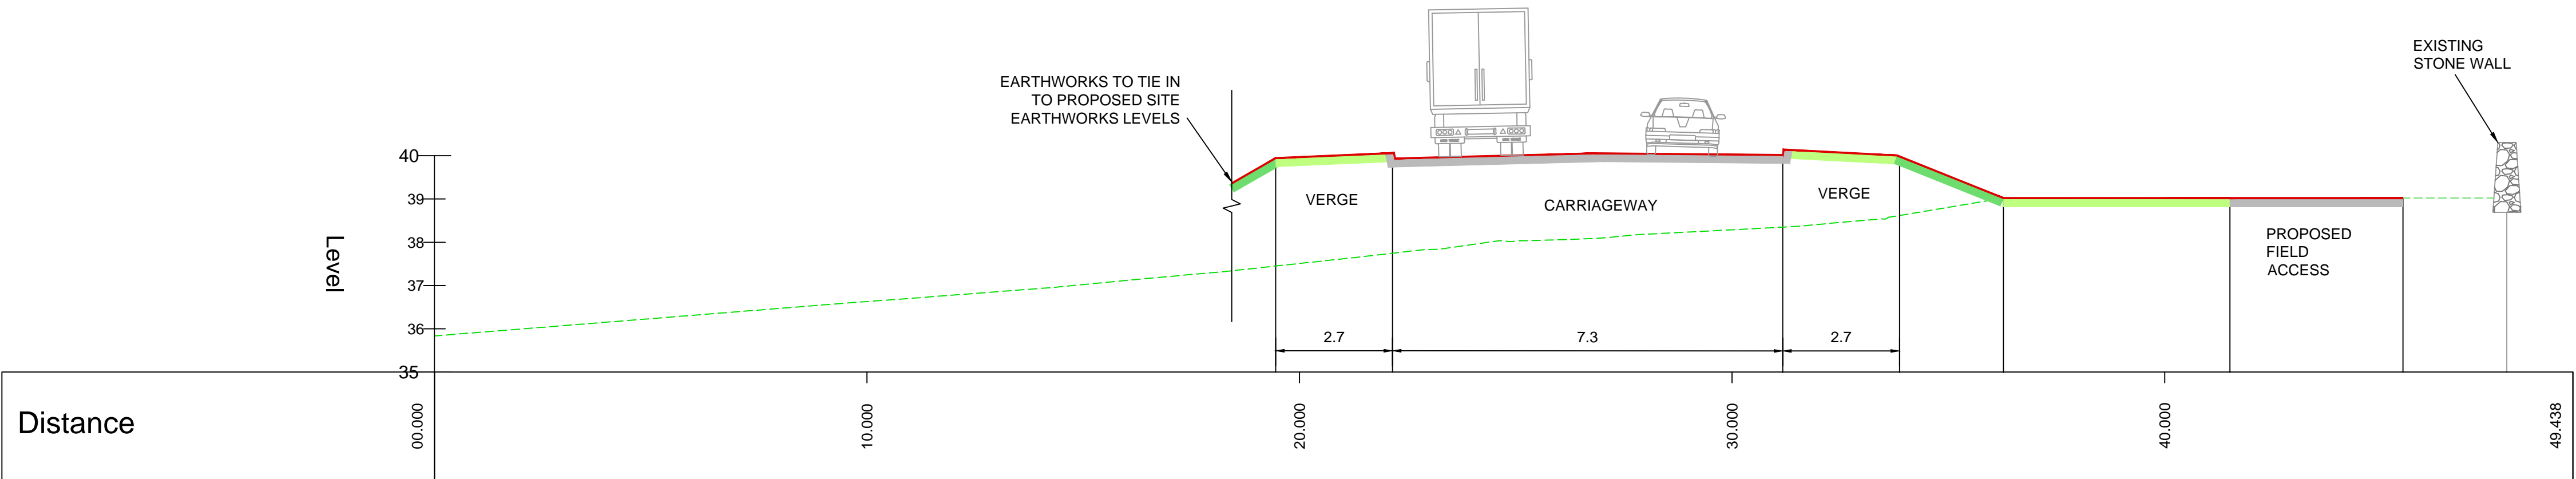 EXISTING
STONE WALL
EARTHWORKS TO TIE IN
TO PROPOSED SITE
EARTHWORKS LEVELS
40
39
38
37
36
35
Level
VERGE
CARRIAGEWAY
VERGE
PROPOSED
FIELD
ACCESS
2.7
7.3
2.7
Distance
00.000
10.000
20.000
30.000
40.000
49.438